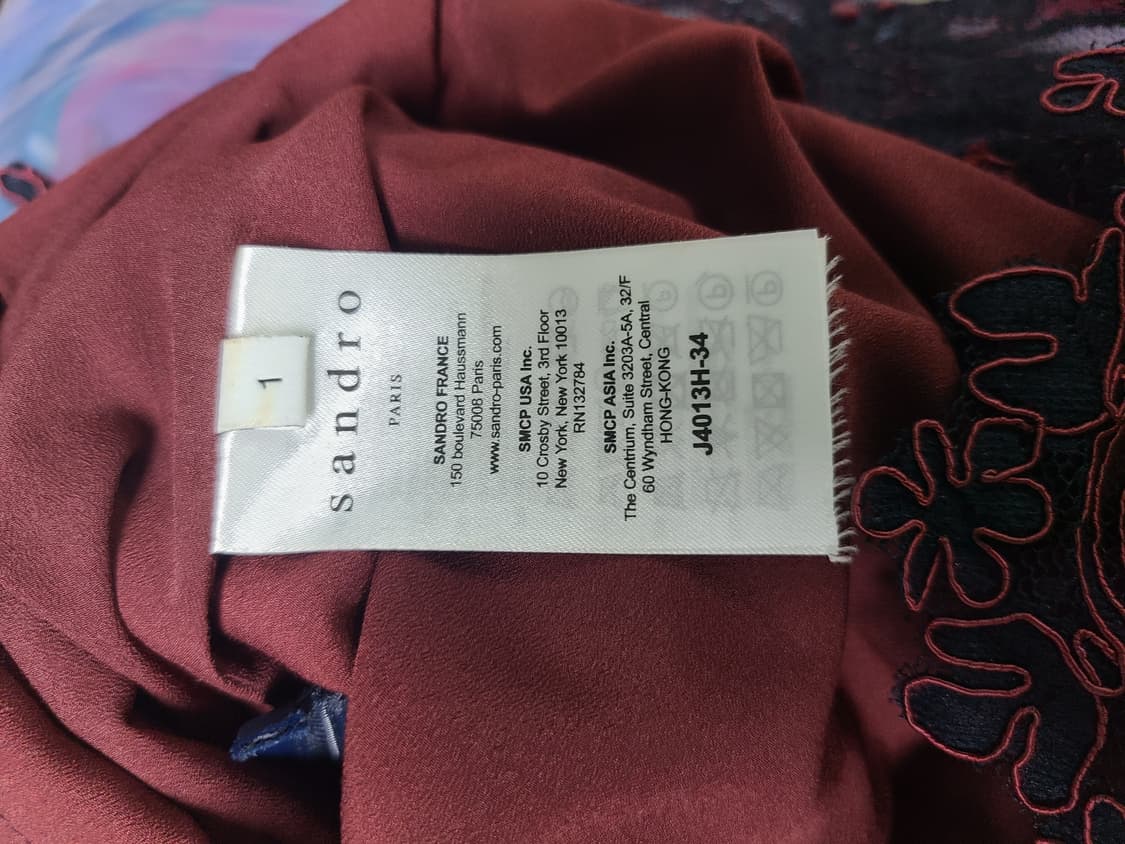 1
sandro
PARIS
SANDRO FRANCE
150 boulevard Haussmann
75008 Paris
www.sandro-paris.com
SMCP USA Inc.
10 Crosby Street, 3rd Floor
New York, New York 10013
RN132784
SMCP ASIA Inc.
The Centrium, Suite 3203A-5A, 32/F
60 Wyndham Street, Central
HONG-KONG
J4013H-34